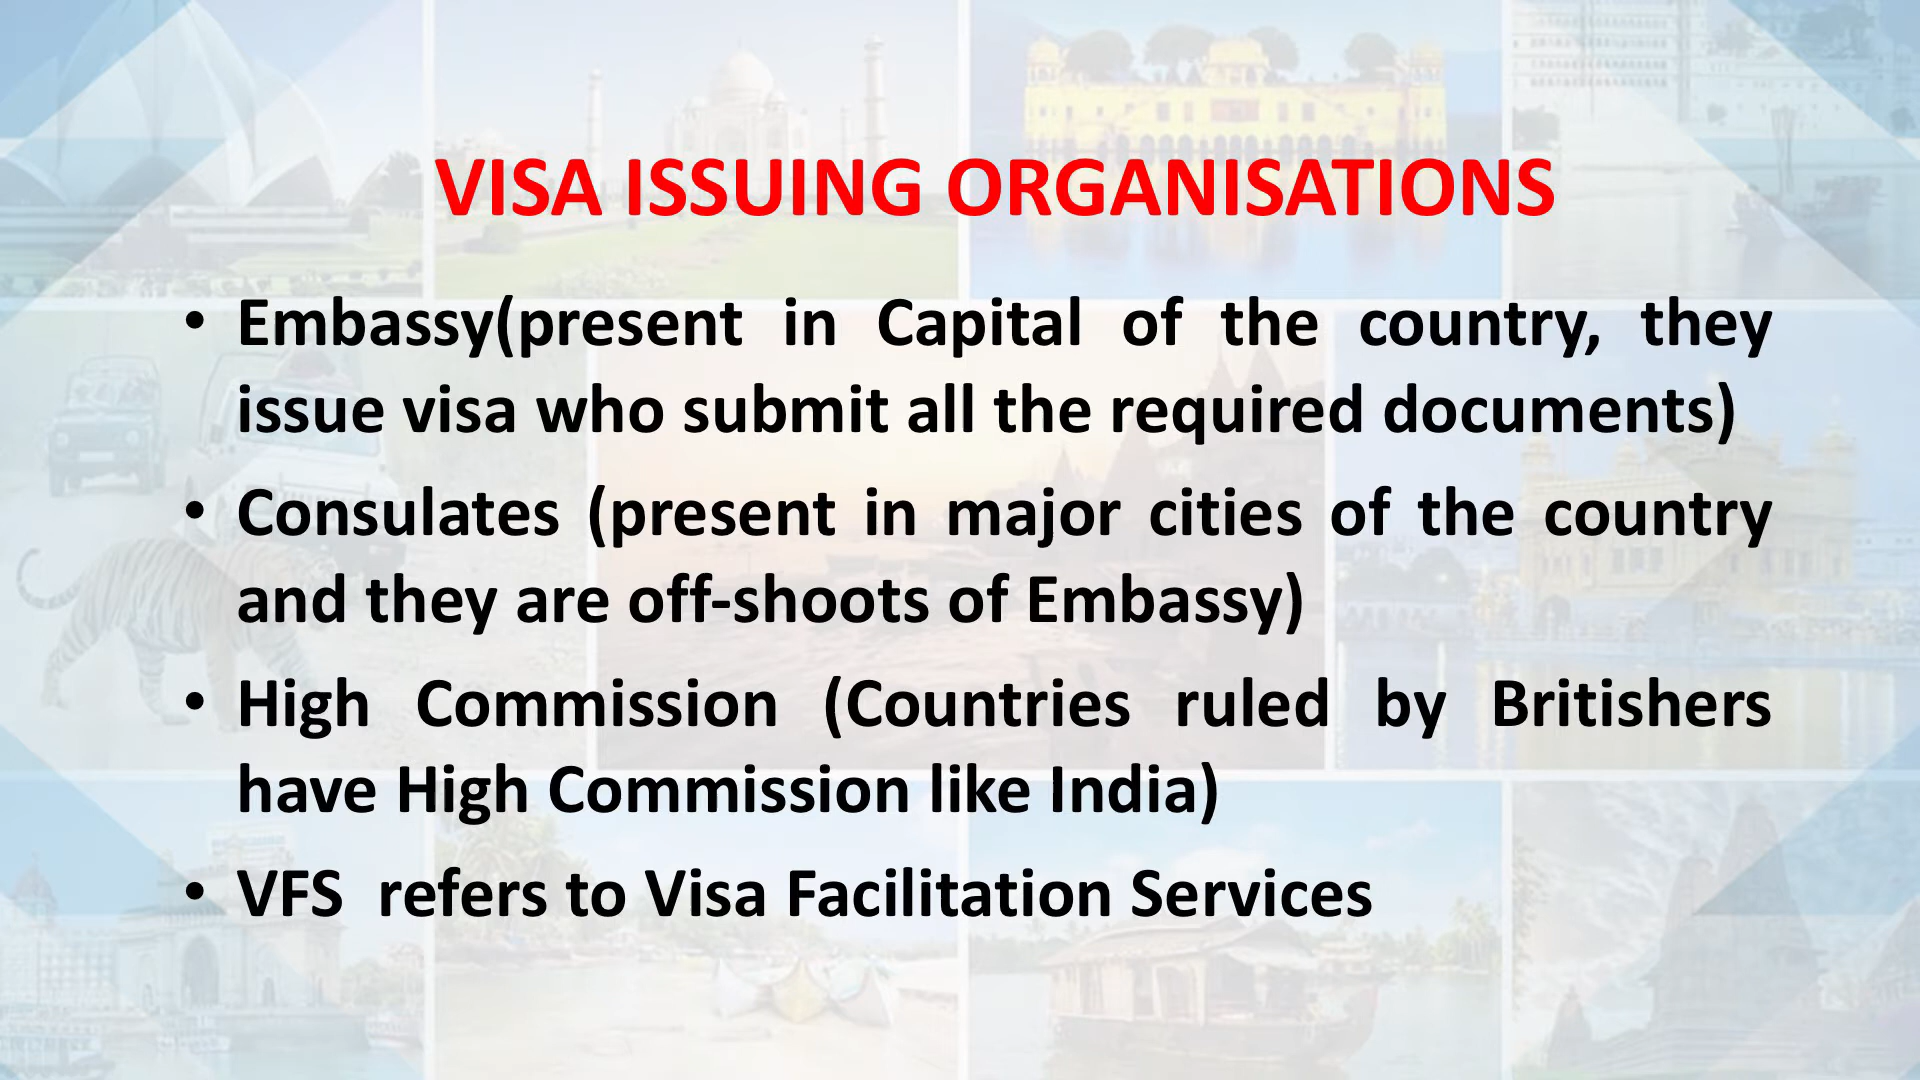 VISA ISSUING ORGANISATIONS
• Embassy(present in Capital of the country, they
issue visa who submit all the required documents)
• Consulates (present in major cities of the country
and they are off-shoots of Embassy)
• High Commission (Countries ruled by Britishers
have High Commission like India)
• VFS  refers to Visa Facilitation Services